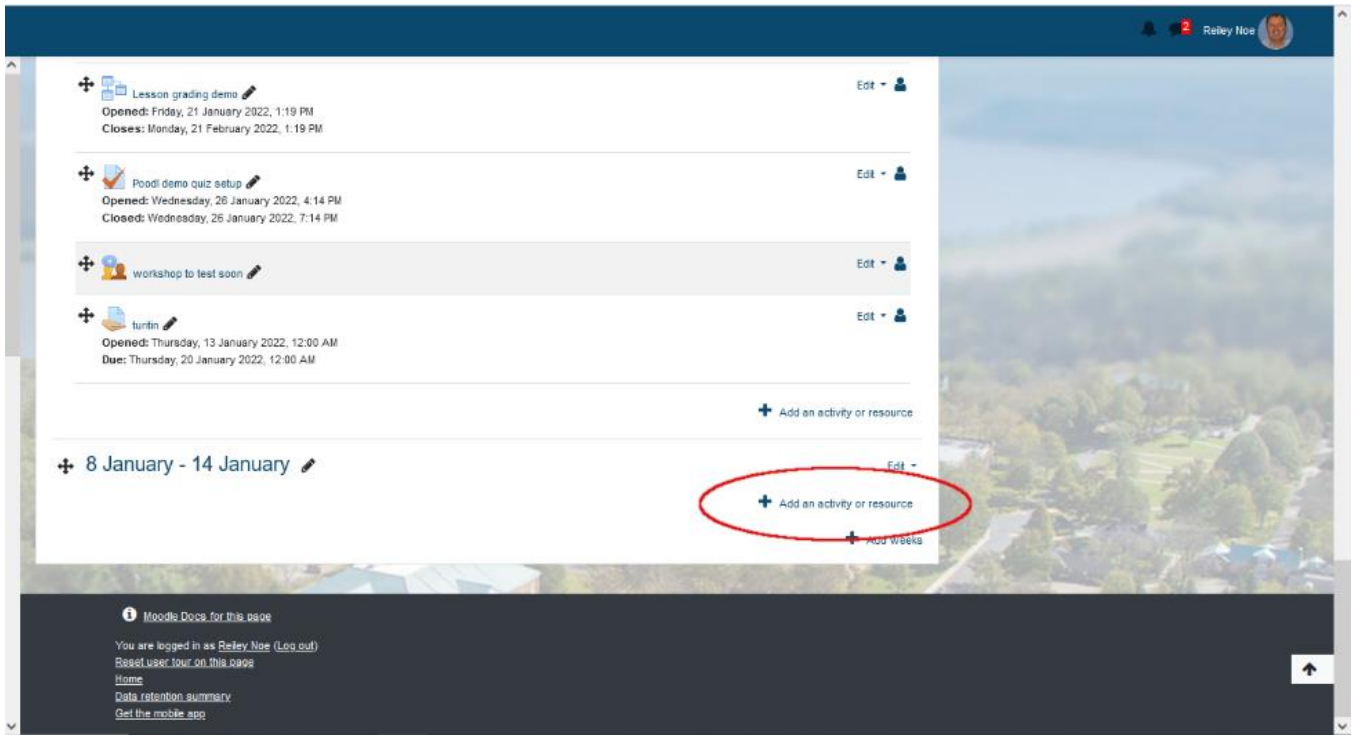 2 Reiley Noe
Lesson grading demo Edit
Opened: Friday, 21 January 2022, 1:19 PM
Closes: Monday, 21 February 2022, 1:19 PM
Poodl demo quiz setup Edit
Opened: Wednesday, 26 January 2022, 4:14 PM
Closed: Wednesday, 26 January 2022, 7:14 PM
workshop to test soon Edit
turitin Edit
Opened: Thursday, 13 January 2022, 12:00 AM
Due: Thursday, 20 January 2022, 12:00 AM
Add an activity or resource
8 January - 14 January Edit
Add an activity or resource
Add weeks
Moodle Docs for this page
You are logged in as Reiley Noe (Log out)
Reset user tour on this page
Home
Data retention summary
Get the mobile app